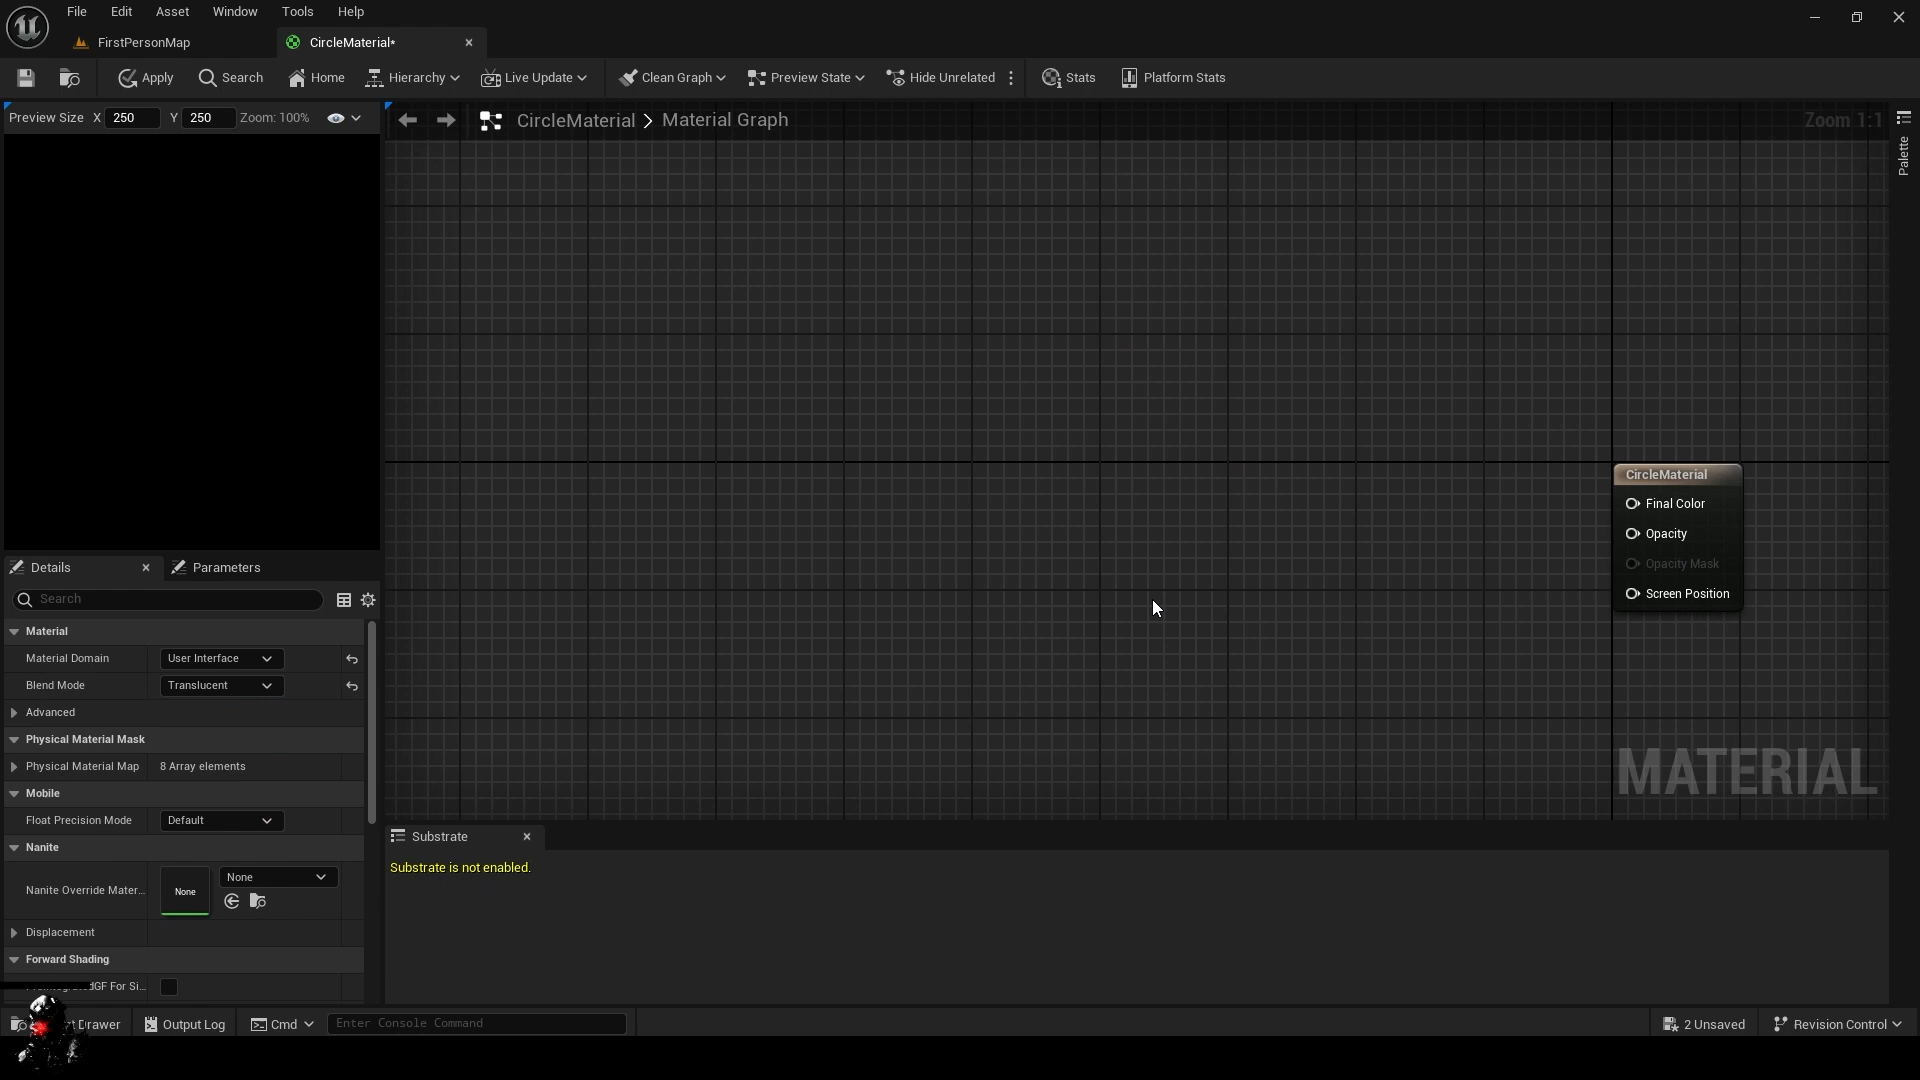 File Edit Asset Window Tools Help
FirstPersonMap CircleMaterial*
Apply Search Home Hierarchy Live Update Clean Graph Preview State Hide Unrelated Stats Platform Stats
Preview Size X 250 Y 250 Zoom: 100%
CircleMaterial > Material Graph
Zoom 1:1
Palette
CircleMaterial
Final Color
Opacity
Opacity Mask
Screen Position
MATERIAL
Details Parameters
Search
Material
Material Domain User Interface
Blend Mode Translucent
Advanced
Physical Material Mask
Physical Material Map 8 Array elements
Mobile
Float Precision Mode Default
Nanite
Nanite Override Mater... None None
Displacement
Forward Shading
GF For Si...
Substrate
Substrate is not enabled.
Drawer Output Log Cmd Enter Console Command
2 Unsaved Revision Control